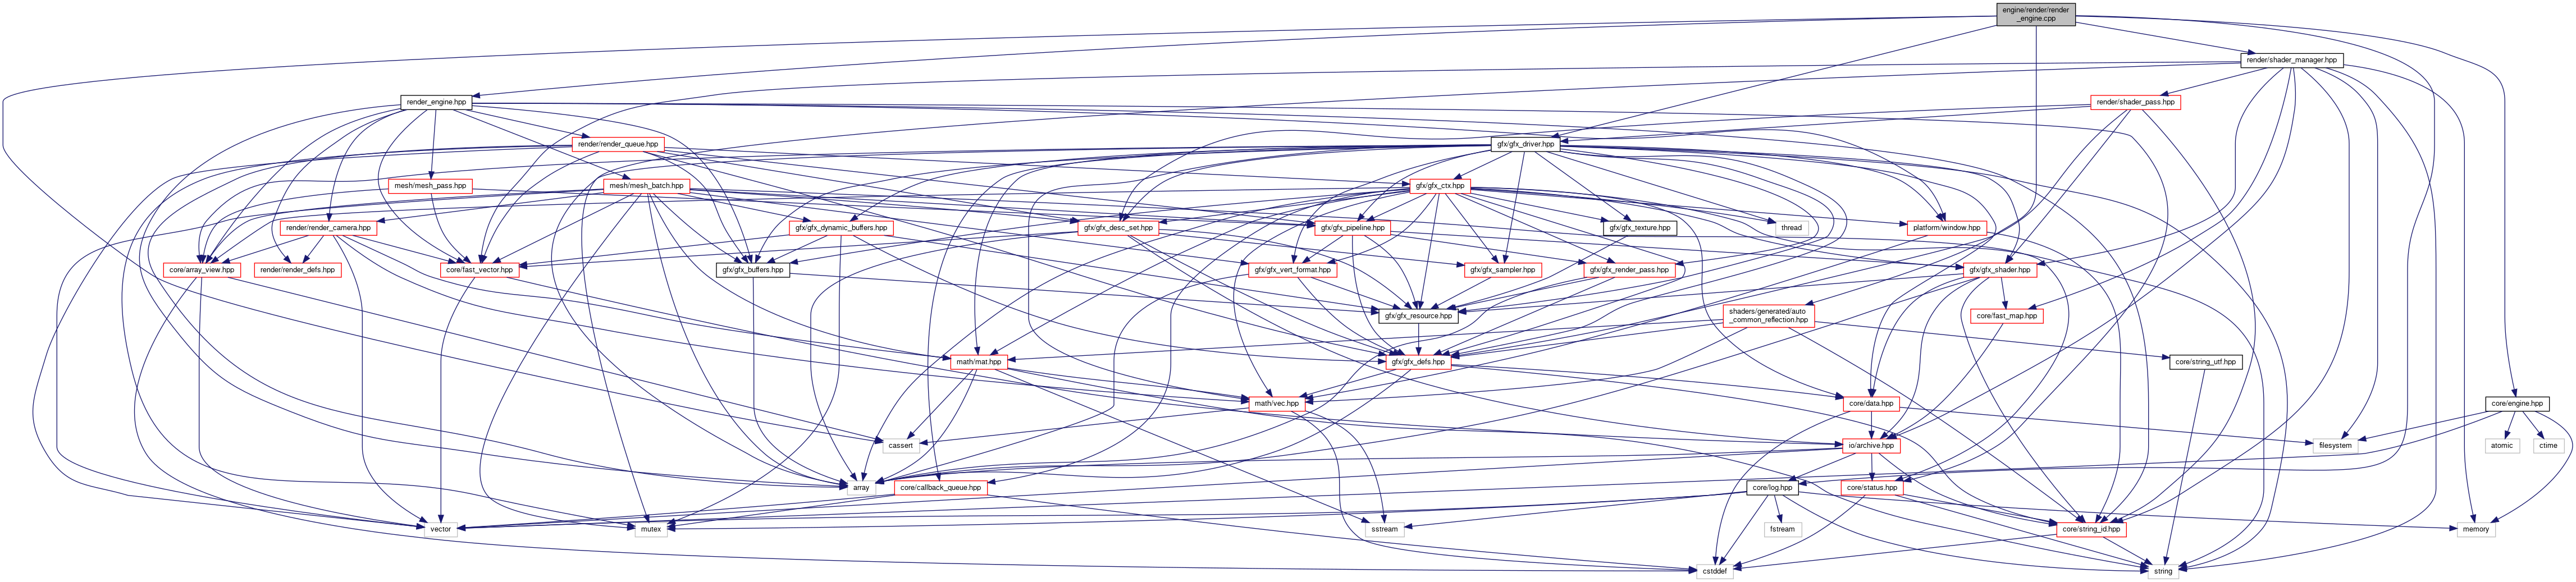 engine/render/render
_engine.cpp
render/shader_manager.hpp
render_engine.hpp
render/shader_pass.hpp
render/render_queue.hpp
gfx/gfx_driver.hpp
mesh/mesh_pass.hpp
mesh/mesh_batch.hpp
gfx/gfx_ctx.hpp
render/render_camera.hpp
gfx/gfx_dynamic_buffers.hpp
gfx/gfx_desc_set.hpp
gfx/gfx_pipeline.hpp
gfx/gfx_texture.hpp
thread
platform/window.hpp
core/array_view.hpp
render/render_defs.hpp
core/fast_vector.hpp
gfx/gfx_buffers.hpp
gfx/gfx_vert_format.hpp
gfx/gfx_sampler.hpp
gfx/gfx_render_pass.hpp
gfx/gfx_shader.hpp
gfx/gfx_resource.hpp
shaders/generated/auto
_common_reflection.hpp
core/fast_map.hpp
math/mat.hpp
gfx/gfx_defs.hpp
core/string_utf.hpp
math/vec.hpp
core/data.hpp
core/engine.hpp
cassert
io/archive.hpp
filesystem
atomic
ctime
array
core/callback_queue.hpp
core/log.hpp
core/status.hpp
vector
mutex
sstream
fstream
core/string_id.hpp
memory
cstddef
string